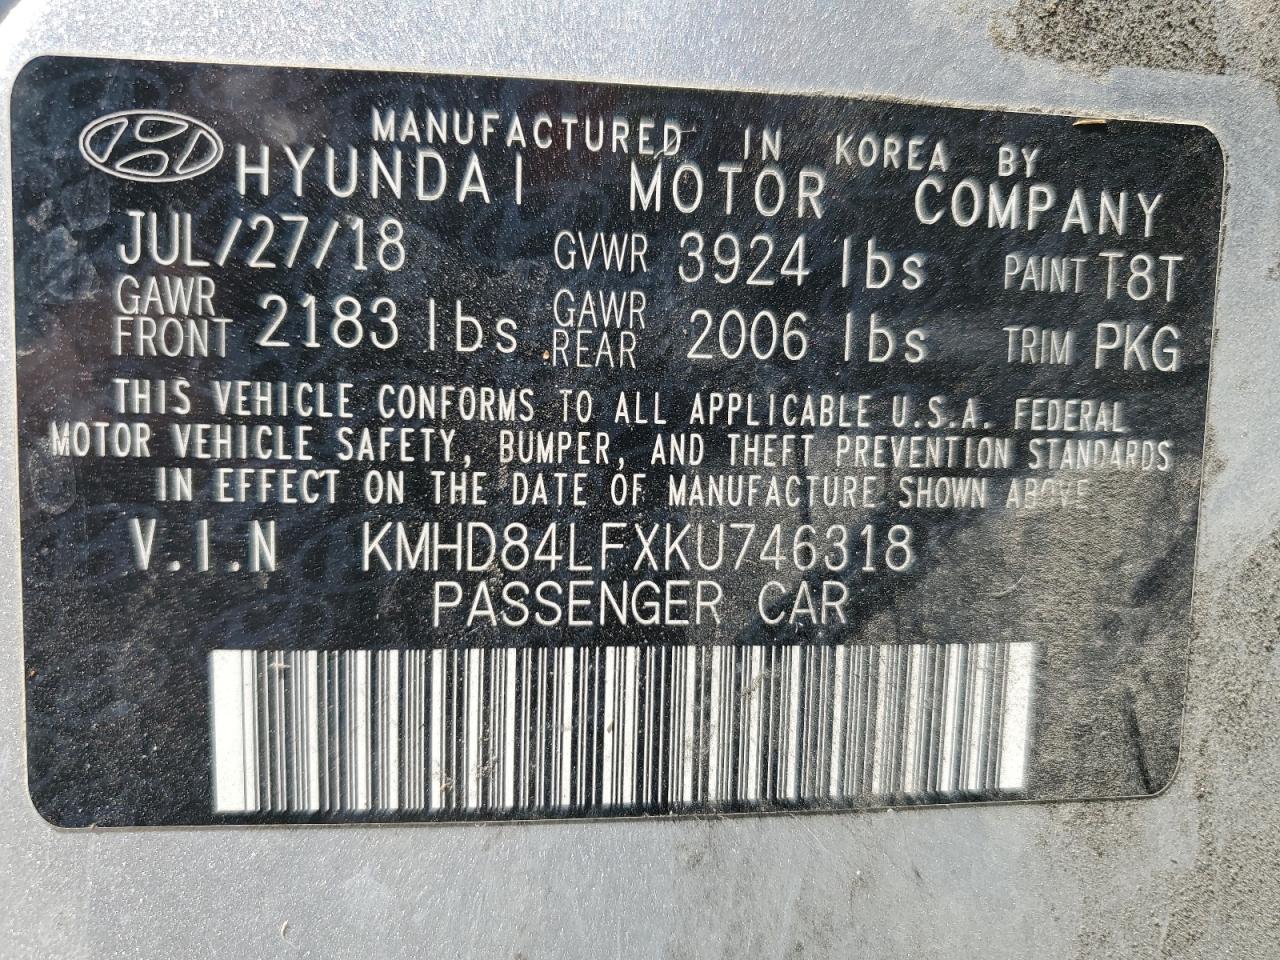 MANUFACTURED IN KOREA BY
HYUNDAI MOTOR COMPANY
JUL/27/18 GVWR 3924 lbs PAINT T8T
GAWR FRONT 2183 lbs GAWR REAR 2006 lbs TRIM PKG
THIS VEHICLE CONFORMS TO ALL APPLICABLE U.S.A. FEDERAL
MOTOR VEHICLE SAFETY, BUMPER, AND THEFT PREVENTION STANDARDS
IN EFFECT ON THE DATE OF MANUFACTURE SHOWN ABOVE
V.I.N KMHD84LFXKU746318
PASSENGER CAR